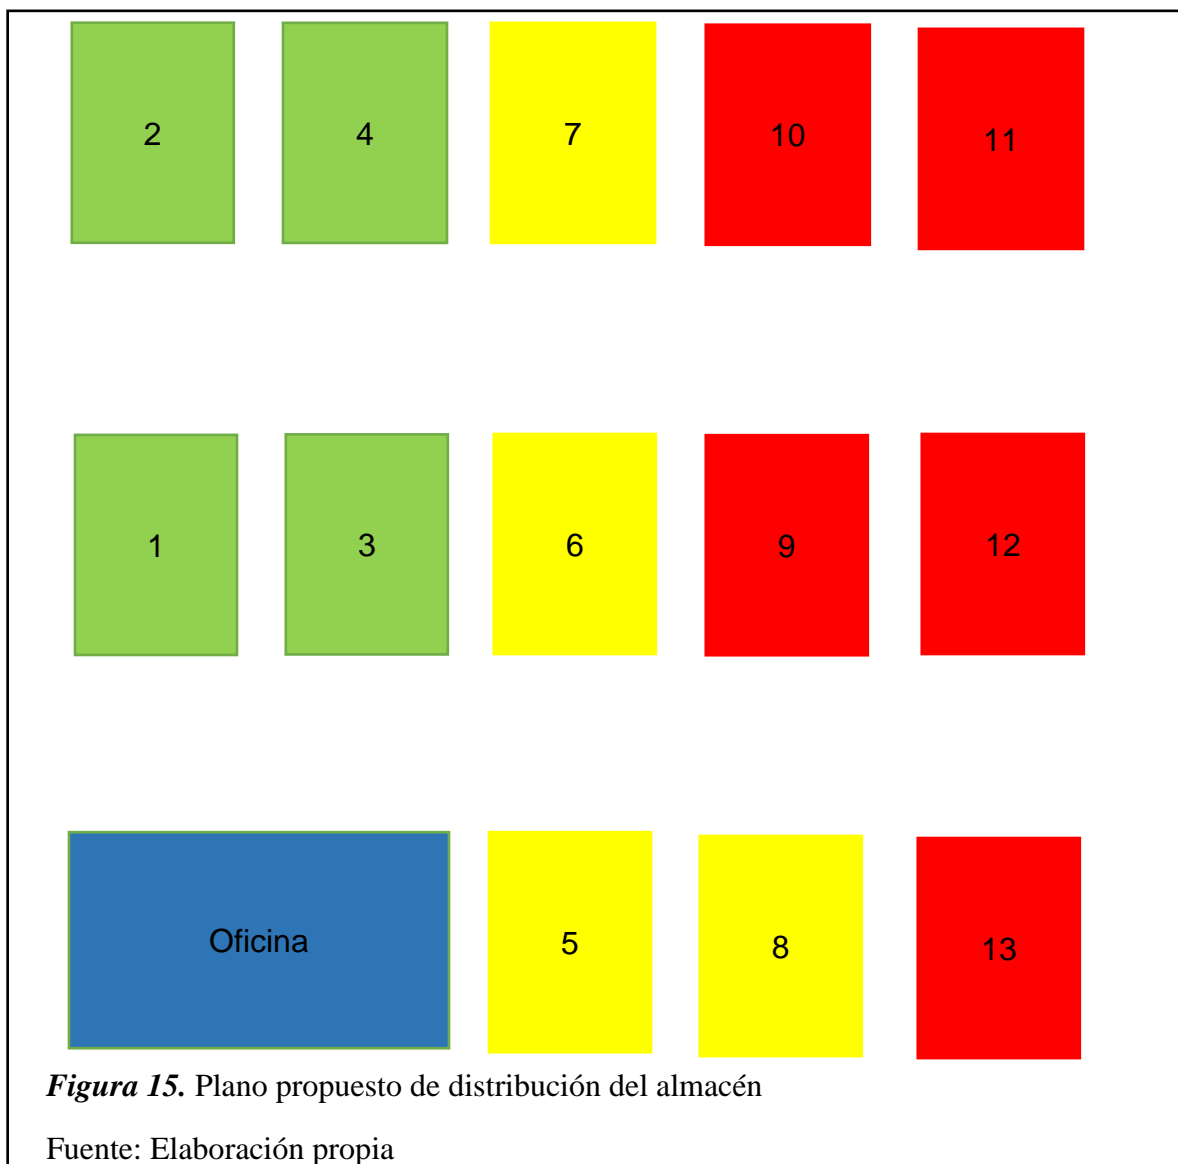 2 4 7 10 11
1 3 6 9 12
Oficina 5 8 13
Figura 15. Plano propuesto de distribución del almacén
Fuente: Elaboración propia